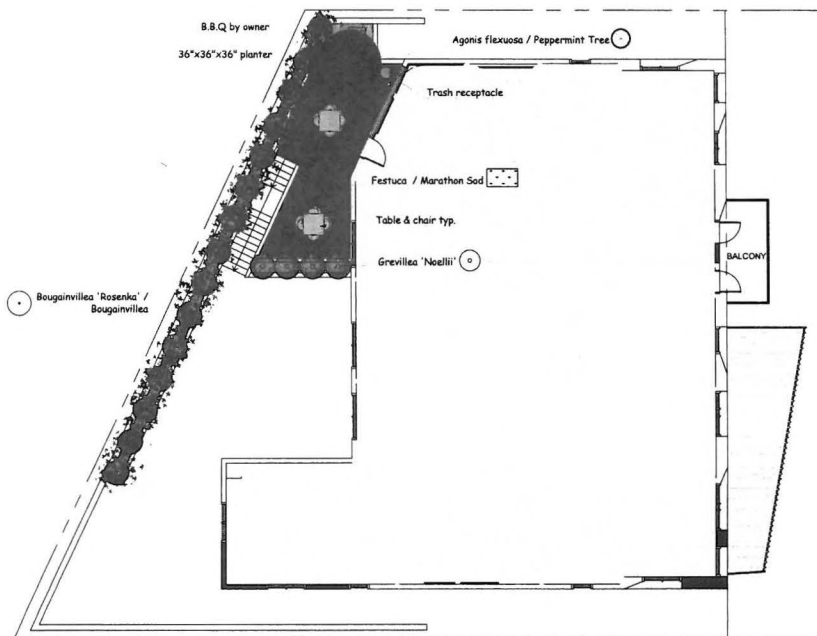 B.B.Q by owner
36"x36"x36" planter
Agonis flexuosa / Peppermint Tree
Trash receptacle
Festuca / Marathon Sod
Table & chair typ.
Grevillea 'Noellii'
BALCONY
Bougainvillea 'Rosenka' /
Bougainvillea